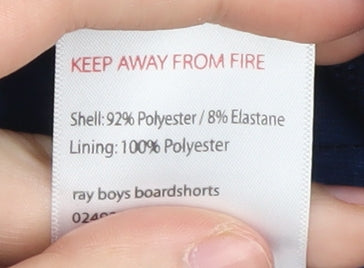 KEEP AWAY FROM FIRE
Shell: 92% Polyester / 8% Elastane
Lining: 100% Polyester
ray boys boardshorts